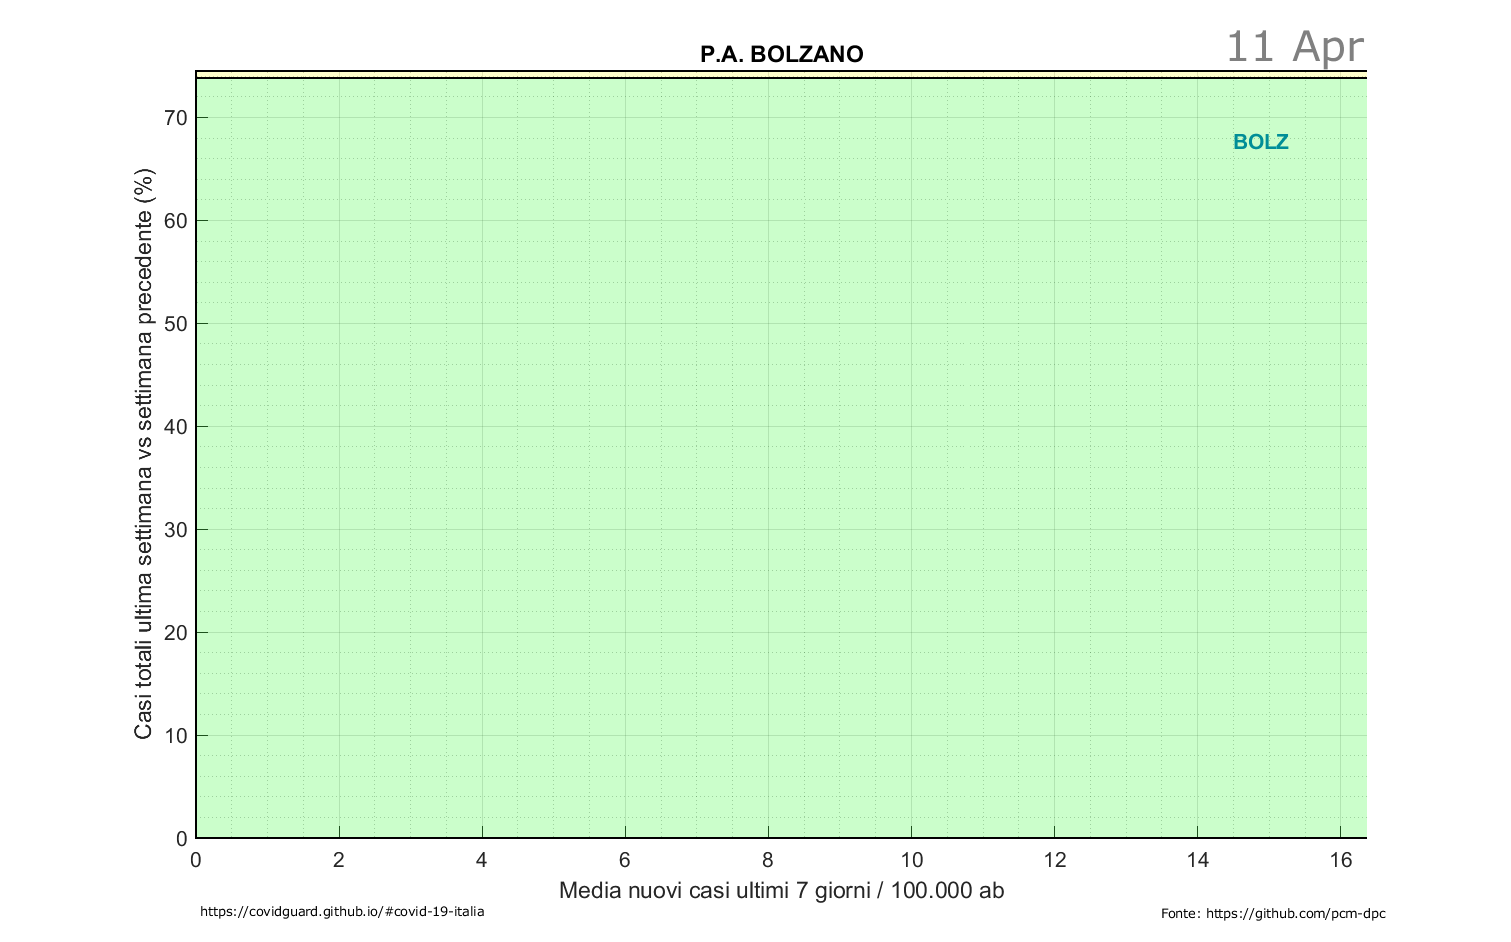 P.A. BOLZANO
11 Apr
BOLZ
70
60
50
40
30
20
10
0
Casi totali ultima settimana vs settimana precedente (%)
0 2 4 6 8 10 12 14 16
Media nuovi casi ultimi 7 giorni / 100.000 ab
https://covidguard.github.io/#covid-19-italia
Fonte: https://github.com/pcm-dpc